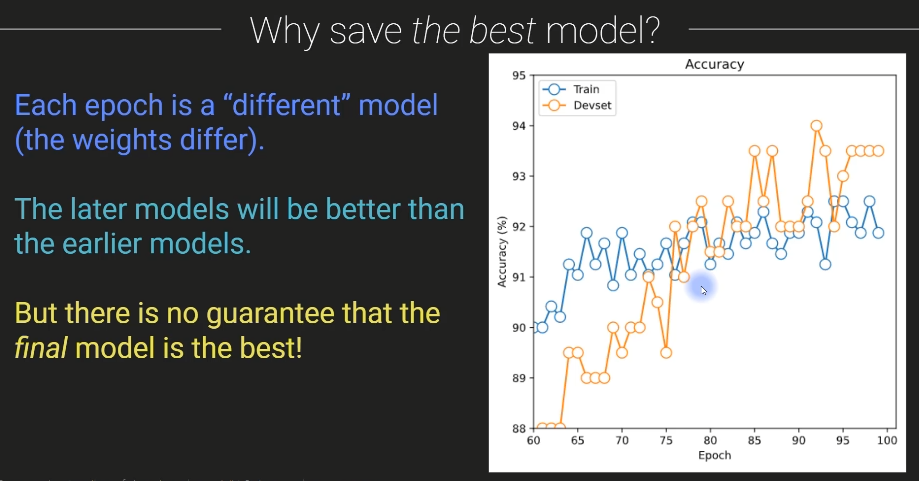 Why save the best model?
Each epoch is a “different” model
(the weights differ).
The later models will be better than
the earlier models.
But there is no guarantee that the
final model is the best!
Accuracy
Train
Devset
Accuracy (%)
95
94
93
92
91
90
89
88
60 65 70 75 80 85 90 95 100
Epoch